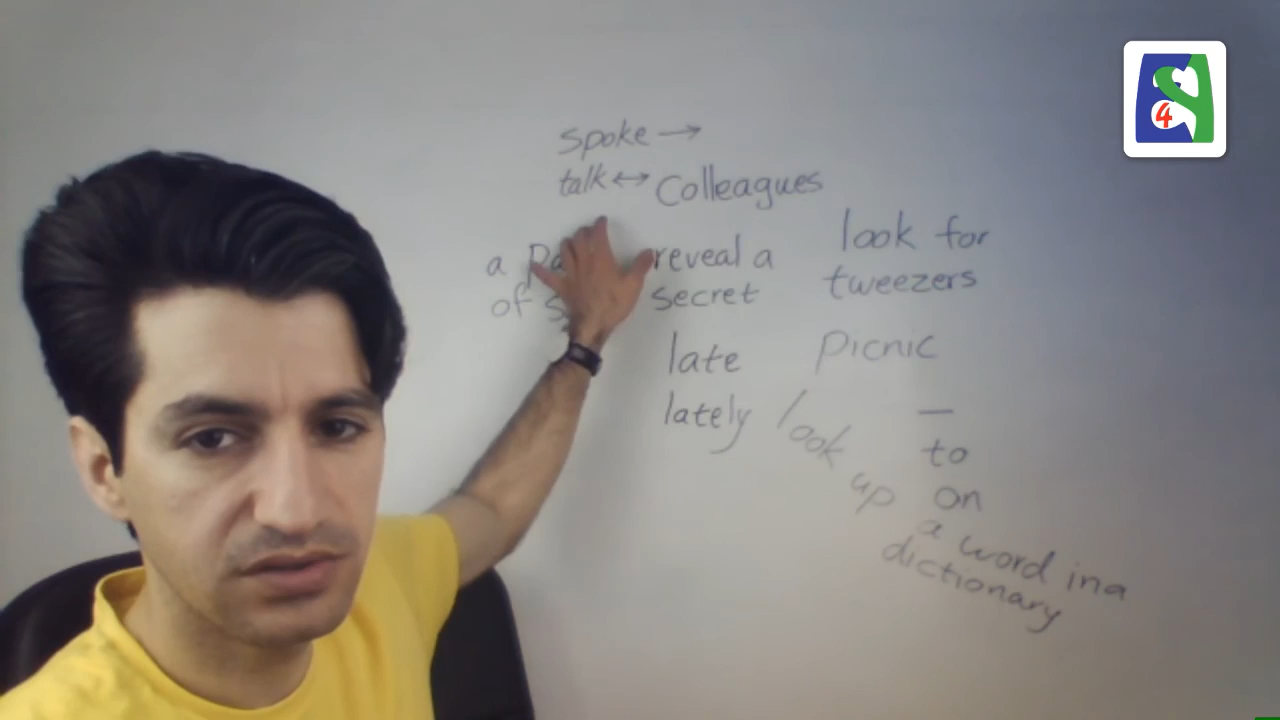 4
spoke →
talk ↔ Colleagues
a
of
reveal a
secret
look for
tweezers
late
lately
Picnic
look up a word in a
dictionary
—
to
on